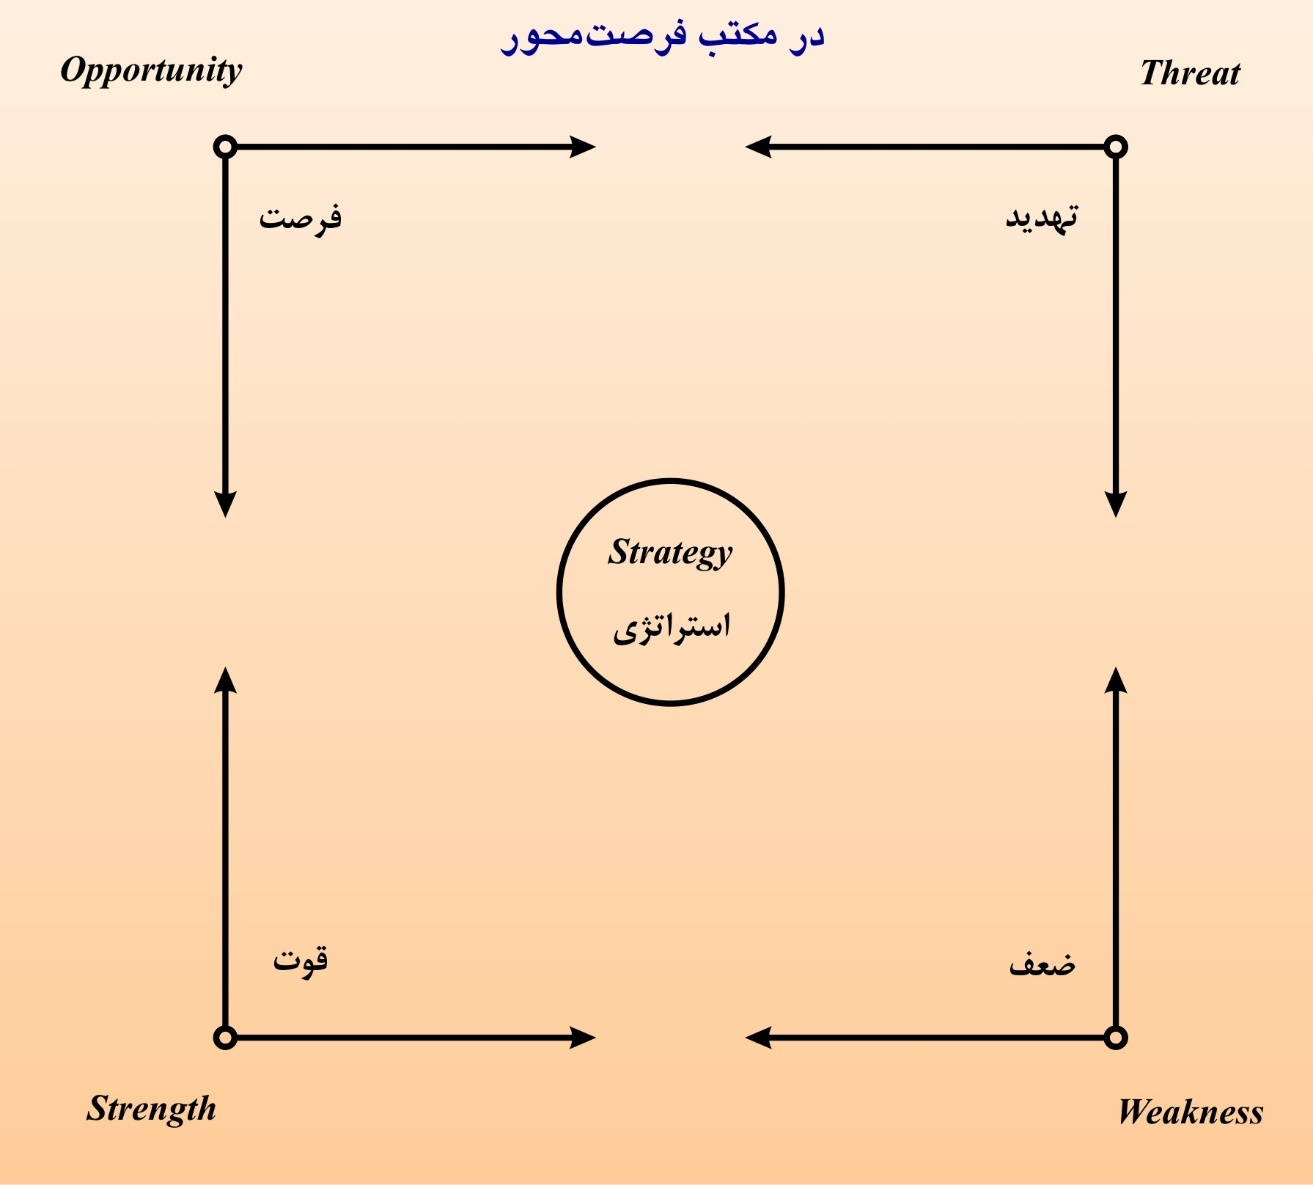 در مکتب فرصت‌محور
Opportunity
Threat
فرصت
تهدید
Strategy
استراتژی
قوت
ضعف
Strength
Weakness